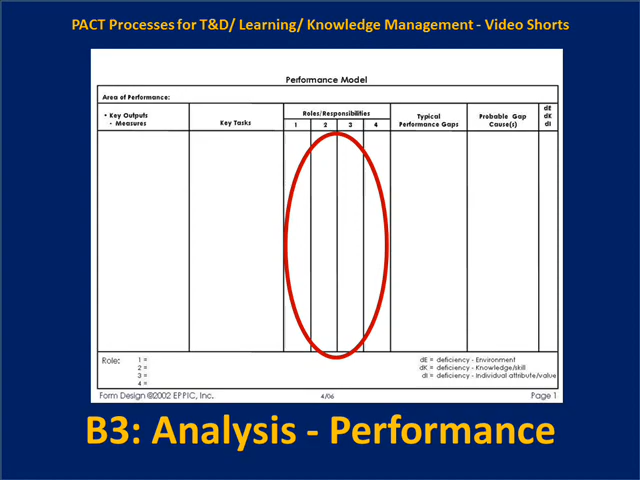 PACT Processes for T&D/ Learning/ Knowledge Management - Video Shorts
Performance Model
Area of Performance:
• Key Outputs
- Measures
Key Tasks
Roles/Responsibilities
1 2 3 4
Typical
Performance Gaps
Probable Gap
Cause(s)
dE
dK
dI
Role: 1 =
2 =
3 =
4 =
dE = deficiency - Environment
dK = deficiency - Knowledge/skill
dI = deficiency - Individual attribute/value
Form Design ©2002 EPPIC, Inc. 4/06 Page 1
B3: Analysis - Performance